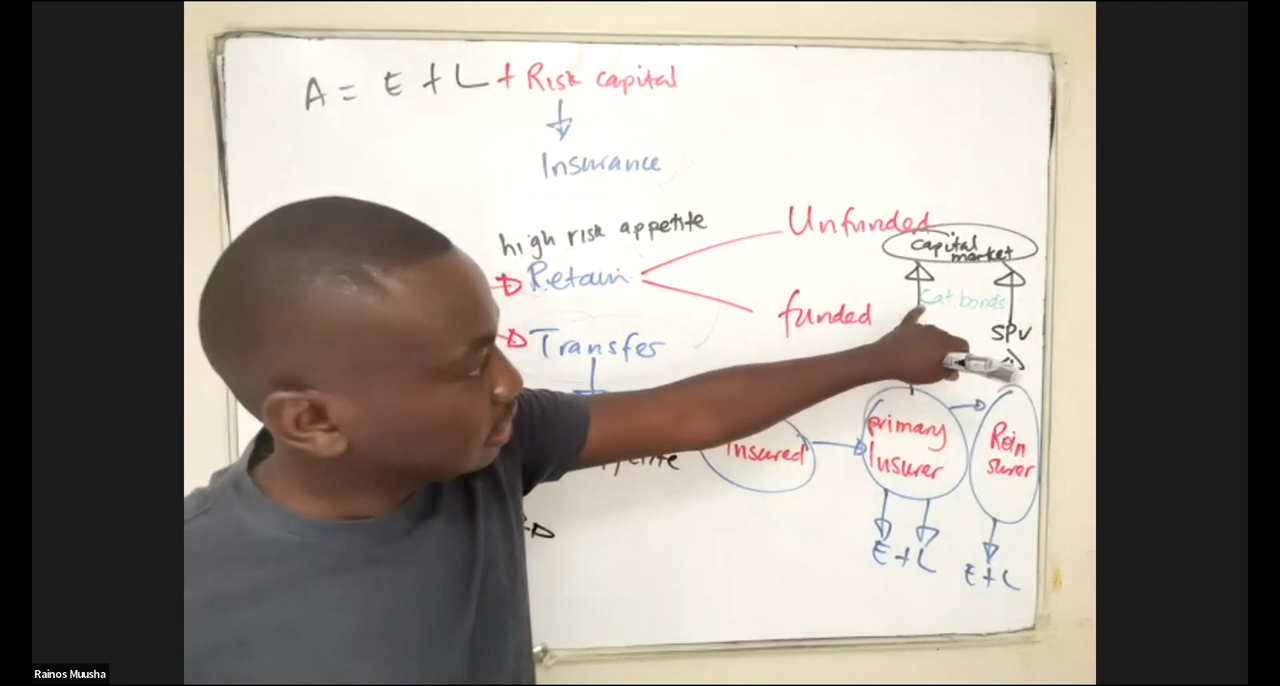 A = E + L + Risk capital
Insurance
high risk appetite
Retain
Unfunded
funded
capital
market
Cat bonds
SPV
Transfer
Insured
primary
Insurer
Rein
surer
E + L
E + L
Rainos Muusha